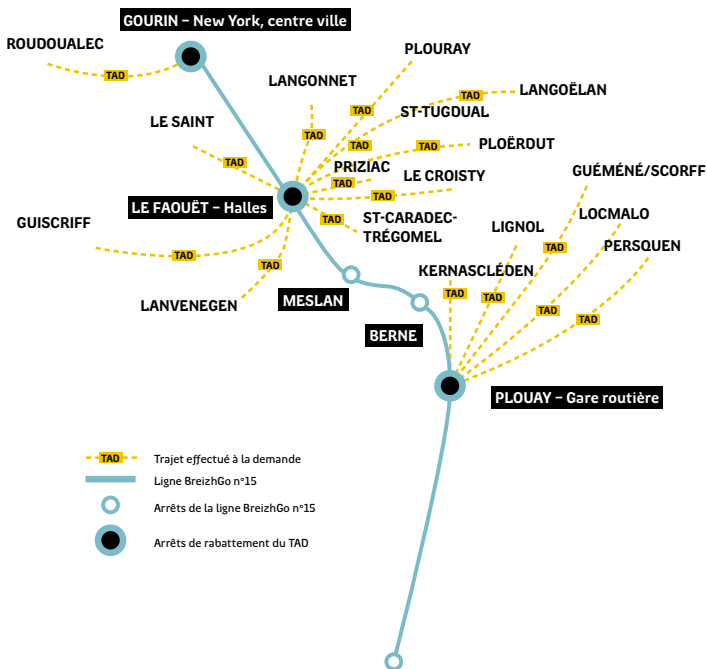 GOURIN – New York, centre ville
ROUDOUALEC
TAD
PLOURAY
LANGONNET
TAD
LANGOËLAN
TAD
ST-TUGDUAL
LE SAINT
TAD
TAD
TAD
PLOËRDUT
TAD
PRIZIAC
TAD
LE CROISTY
TAD
GUÉMÉNÉ/SCORFF
LE FAOUËT – Halles
ST-CARADEC-
TRÉGOMEL
TAD
LOCMALO
LIGNOL
GUISCRIFF
TAD
PERSQUEN
TAD
TAD
KERNASCLÉDEN
LANVENEGEN
MESLAN
TAD
TAD
TAD
TAD
BERNE
PLOUAY – Gare routière
TAD
Trajet effectué à la demande
Ligne BreizhGo n°15
Arrêts de la ligne BreizhGo n°15
Arrêts de rabattement du TAD